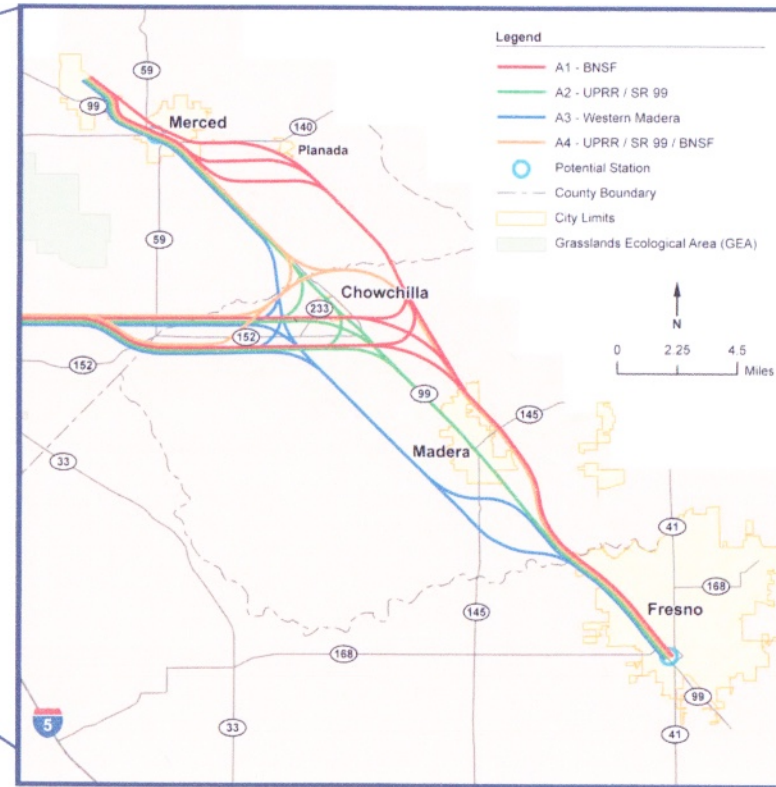 Legend
A1 - BNSF
A2 - UPRR / SR 99
A3 - Western Madera
A4 - UPRR / SR 99 / BNSF
Potential Station
County Boundary
City Limits
Grasslands Ecological Area (GEA)
N
0 2.25 4.5
Miles
59
99
Merced
140
Planada
59
Chowchilla
233
152
152
99
145
Madera
33
41
168
Fresno
145
168
99
5
33
41